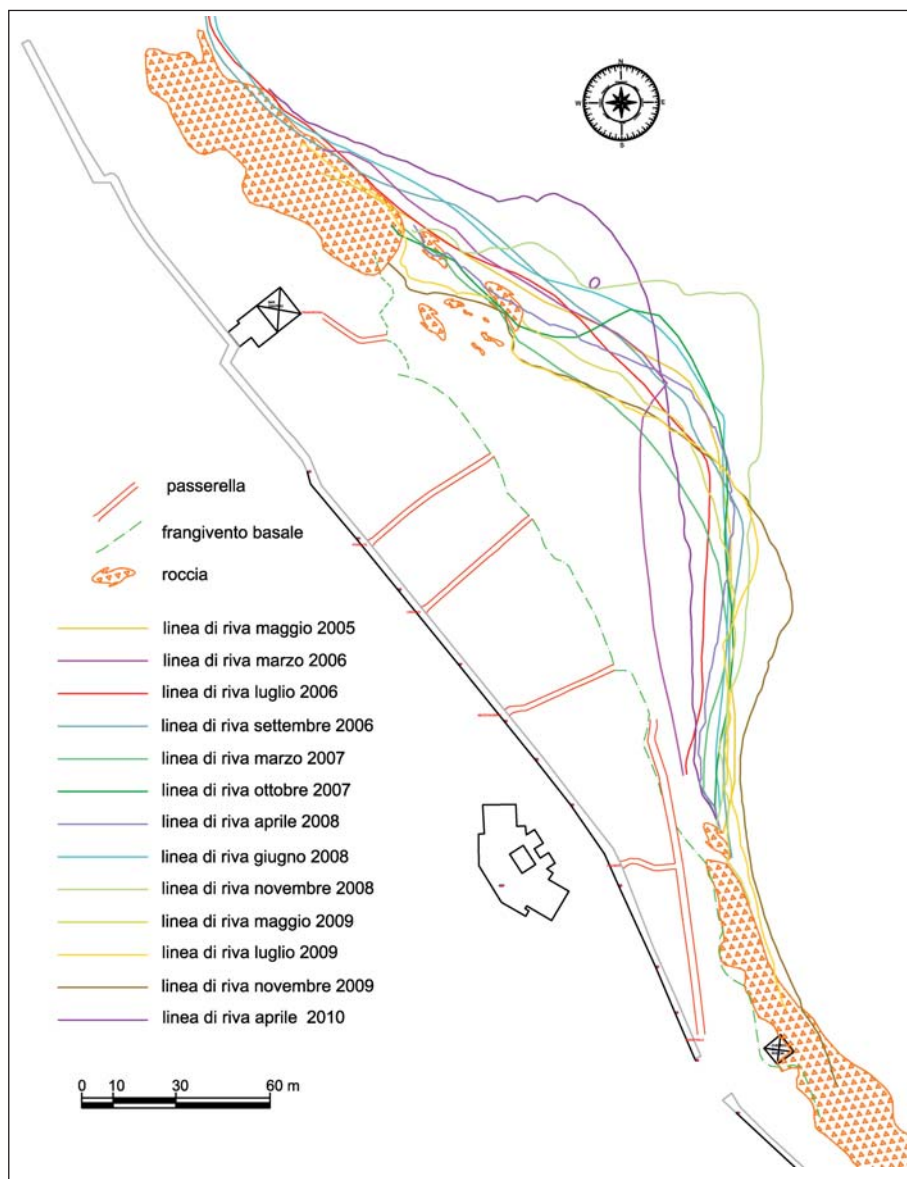 N
W
E
S
passerella
frangivento basale
roccia
linea di riva maggio 2005
linea di riva marzo 2006
linea di riva luglio 2006
linea di riva settembre 2006
linea di riva marzo 2007
linea di riva ottobre 2007
linea di riva aprile 2008
linea di riva giugno 2008
linea di riva novembre 2008
linea di riva maggio 2009
linea di riva luglio 2009
linea di riva novembre 2009
linea di riva aprile 2010
0 10 30 60 m